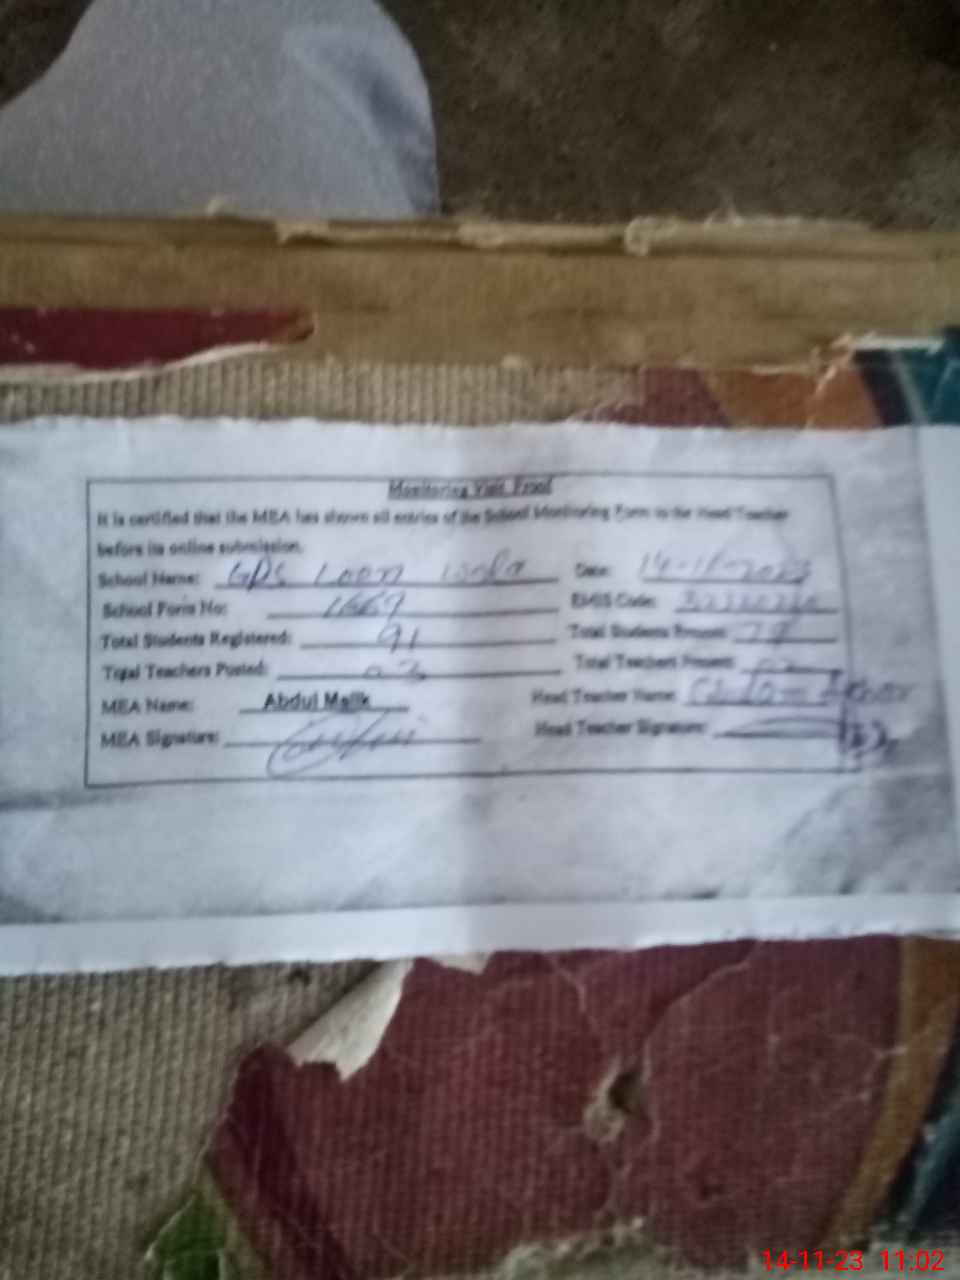 Monitoring Visit Proof
It is certified that the MEA has shown all entries of the School Monitoring Form to the Head Teacher
before its online submission.
School Name: GPS Date: 14-11-2023
School Form No: 1669 EMIS Code:
Total Students Registered: 91 Total Students Present: 78
Total Teachers Posted: Total Teachers Present:
MEA Name: Abdul Malik Head Teacher Name:
MEA Signature: Head Teacher Signature:
14-11-23 11:02